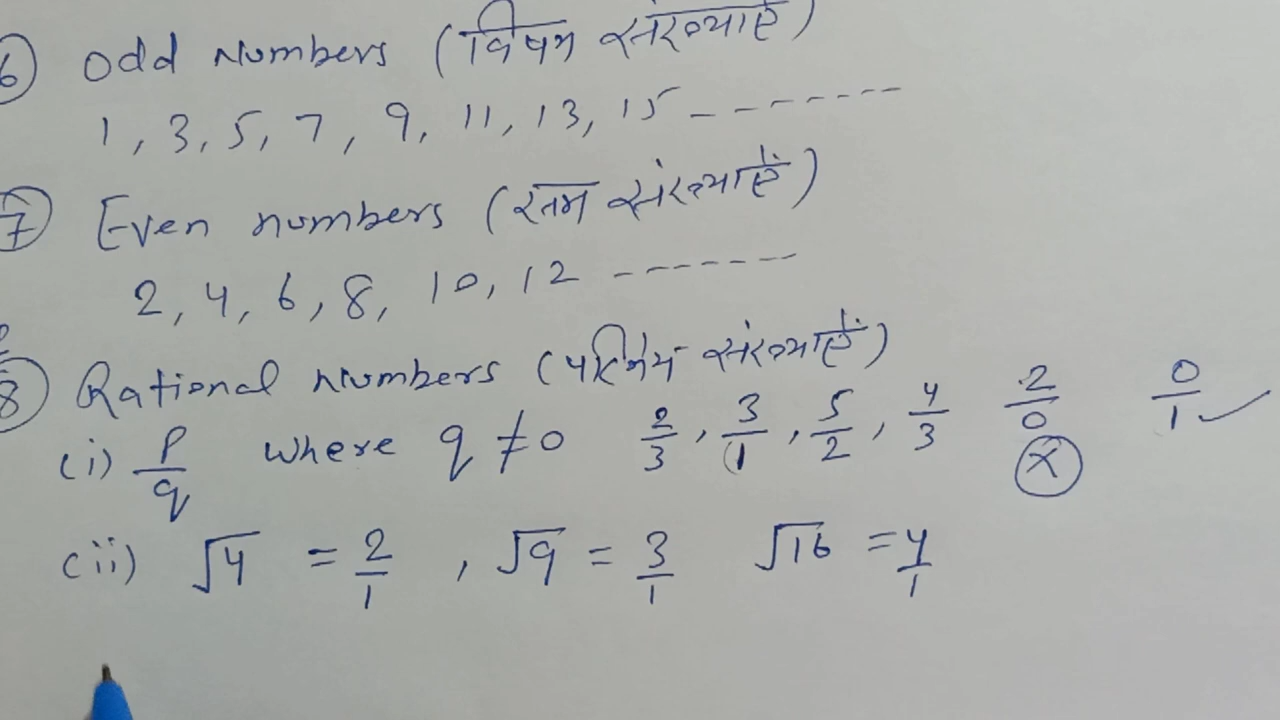 ⑥ odd Numbers (विषम संख्याएं)
1, 3, 5, 7, 9, 11, 13, 15 --------
⑦ Even numbers (सम संख्याएं)
2, 4, 6, 8, 10, 12 -------
⑧ Rational numbers (परिमेय संख्याएं)
(i) p/q where q ≠ 0 2/3, 3/1, 5/2, 4/3 2/0 ⓧ 0/1 ✓
(ii) √4 = 2/1, √9 = 3/1 √16 = 4/1